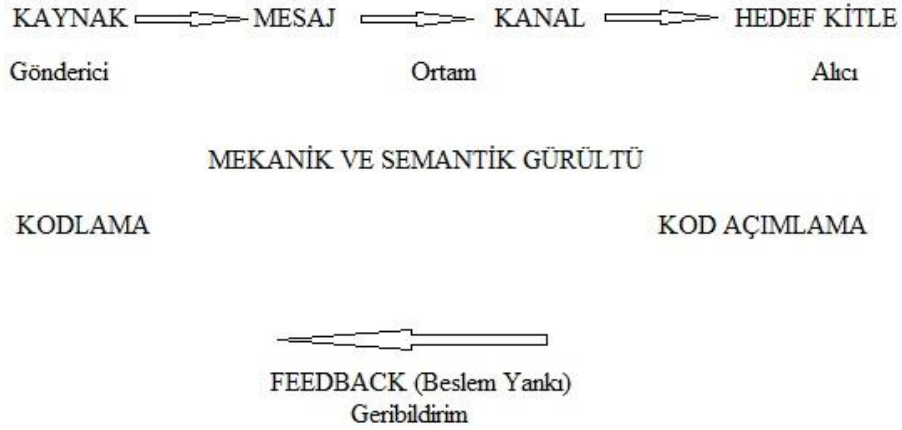 KAYNAK MESAJ KANAL HEDEF KİTLE
Gönderici Ortam Alıcı
MEKANİK VE SEMANTİK GÜRÜLTÜ
KODLAMA KOD AÇIMLAMA
FEEDBACK (Beslem Yankı)
Geribildirim